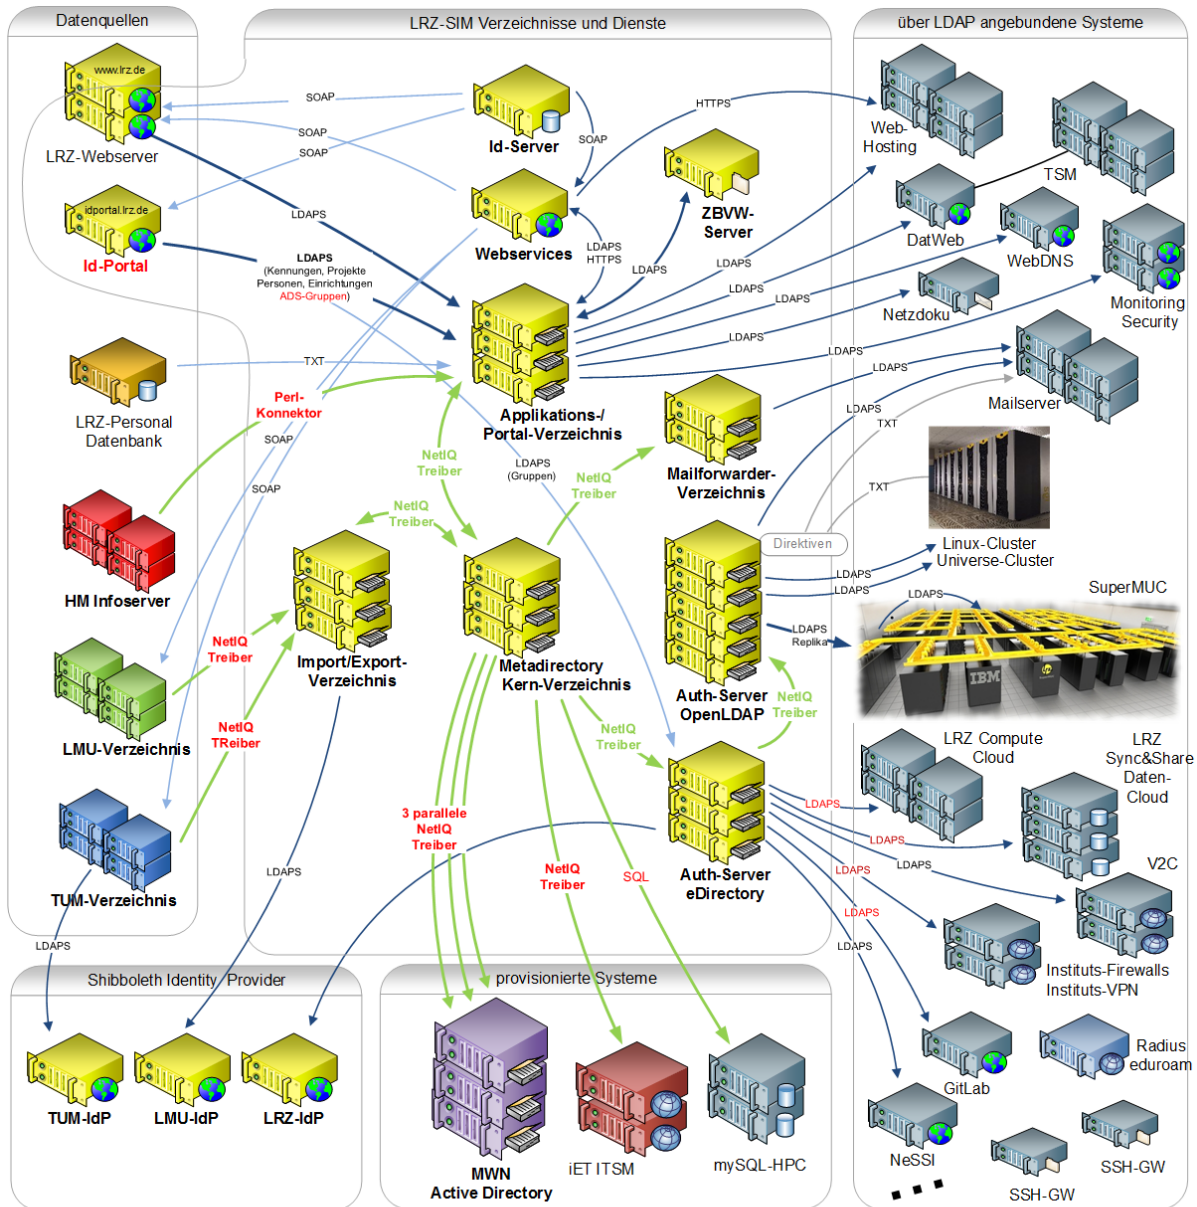 Datenquellen
LRZ-SIM Verzeichnisse und Dienste
über LDAP angebundene Systeme
www.lrz.de
LRZ-Webserver
idportal.lrz.de
Id-Portal
LRZ-Personal
Datenbank
HM Infoserver
LMU-Verzeichnis
TUM-Verzeichnis
SOAP
SOAP
SOAP
SOAP
LDAPS
LDAPS
(Kennungen, Projekte
Personen, Einrichtungen
ADS-Gruppen)
TXT
Perl-
Konnektor
SOAP
SOAP
NetIQ
Treiber
NetIQ
TReiber
Id-Server
Webservices
LDAPS
HTTPS
ZBVW-
Server
LDAPS
HTTPS
Applikations-/
Portal-Verzeichnis
NetIQ
Treiber
NetIQ
Treiber
LDAPS
(Gruppen)
NetIQ
Treiber
Mailforwarder-
Verzeichnis
Import/Export-
Verzeichnis
Metadirectory
Kern-Verzeichnis
Auth-Server
OpenLDAP
NetIQ
Treiber
NetIQ
Treiber
Auth-Server
eDirectory
3 parallele
NetIQ
Treiber
NetIQ
Treiber
SQL
LDAPS
LDAPS
LDAPS
LDAPS
LDAPS
LDAPS
LDAPS
LDAPS
LDAPS
LDAPS
TXT
TXT
Direktiven
LDAPS
LDAPS
LDAPS
Replika
LDAPS
Web-
Hosting
TSM
DatWeb
WebDNS
Netzdoku
Monitoring
Security
Mailserver
Linux-Cluster
Universe-Cluster
SuperMUC
IBM
LRZ Compute
Cloud
LRZ
Sync&Share
Daten-
Cloud
V2C
LDAPS
LDAPS
LDAPS
LDAPS
LDAPS
LDAPS
Instituts-Firewalls
Instituts-VPN
GitLab
Radius
eduroam
NeSSI
SSH-GW
SSH-GW
Shibboleth Identity Provider
TUM-IdP
LMU-IdP
LRZ-IdP
provisionierte Systeme
MWN
Active Directory
iET ITSM
mySQL-HPC